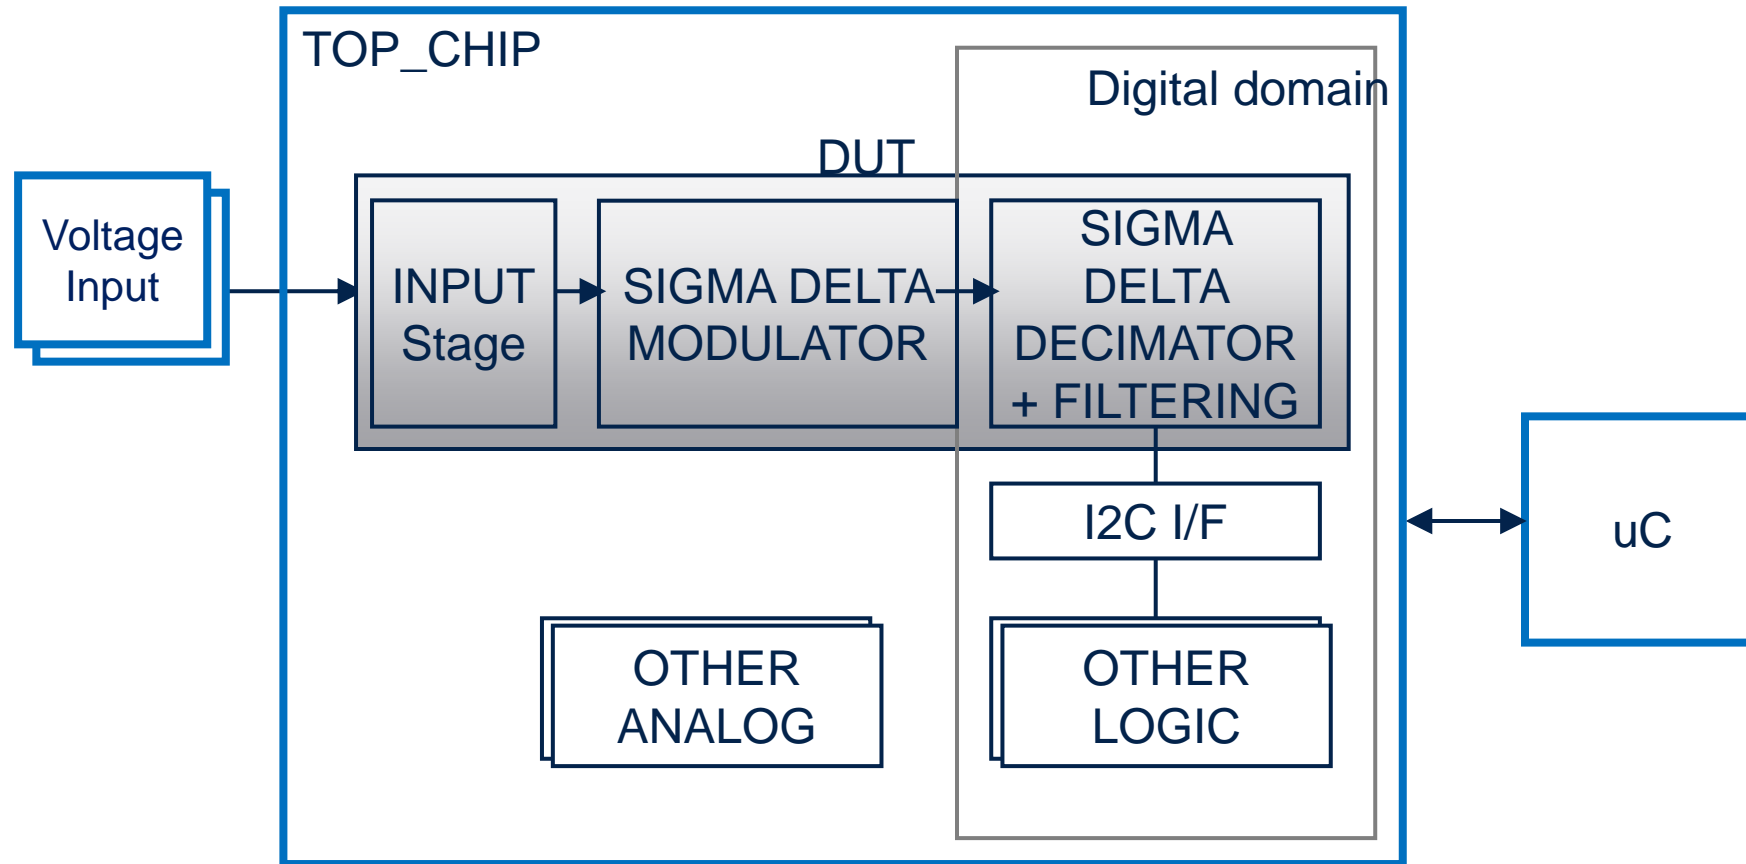 TOP_CHIP
Digital domain
DUT
Voltage
Input
INPUT
Stage
SIGMA DELTA
MODULATOR
SIGMA
DELTA
DECIMATOR
+ FILTERING
I2C I/F
uC
OTHER
ANALOG
OTHER
LOGIC